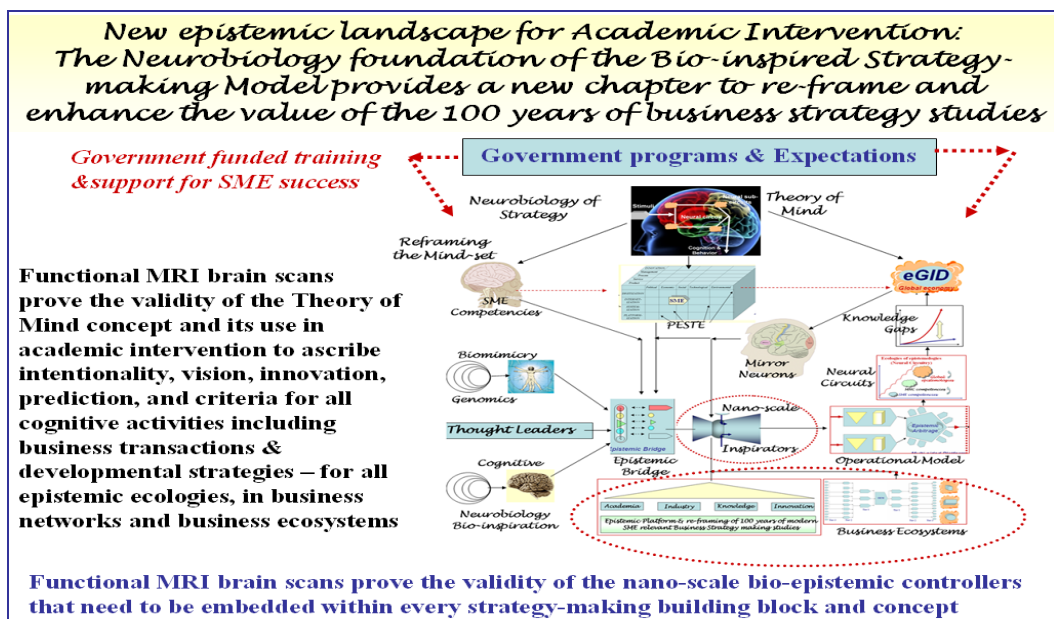 New epistemic landscape for Academic Intervention:
The Neurobiology foundation of the Bio-inspired Strategy-
making Model provides a new chapter to re-frame and
enhance the value of the 100 years of business strategy studies
Government funded training
&support for SME success
Government programs & Expectations
Neurobiology of
Strategy
Stimuli
Neural coding
Cognition &
Behavior
Theory of
Mind
Reframing
the Mind-set
SME
Competencies
SME
PESTE
eGID
Global economy
Knowledge
Gaps
Functional MRI brain scans
prove the validity of the Theory of
Mind concept and its use in
academic intervention to ascribe
intentionality, vision, innovation,
prediction, and criteria for all
cognitive activities including
business transactions &
developmental strategies – for all
epistemic ecologies, in business
networks and business ecosystems
Biomimicry
Genomics
Mirror
Neurons
Neural
Circuits
Thought Leaders
Epistemic Bridge
Epistemic
Bridge
Nano-scale
Inspirators
Epistemic
Arbitrage
Operational Model
Cognitive
Neurobiology
Bio-inspiration
Academia
Industry
Knowledge
Innovation
Epistemic Platform & re-framing of 100 years of modern
SME relevant Business Strategy making studies
Business Ecosystems
Functional MRI brain scans prove the validity of the nano-scale bio-epistemic controllers
that need to be embedded within every strategy-making building block and concept